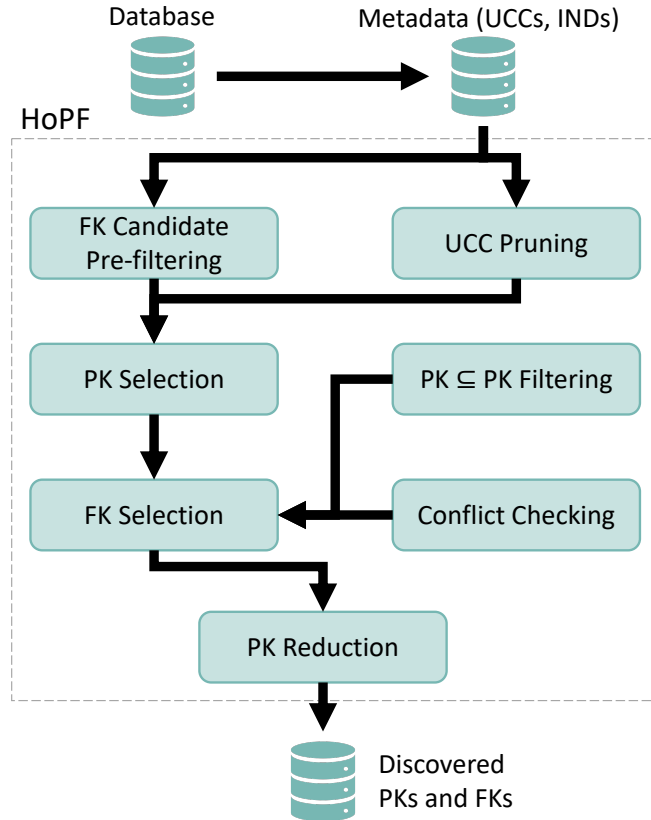 Database
Metadata (UCCs, INDs)
HoPF
FK Candidate
Pre-filtering
UCC Pruning
PK Selection
PK ⊆ PK Filtering
FK Selection
Conflict Checking
PK Reduction
Discovered
PKs and FKs